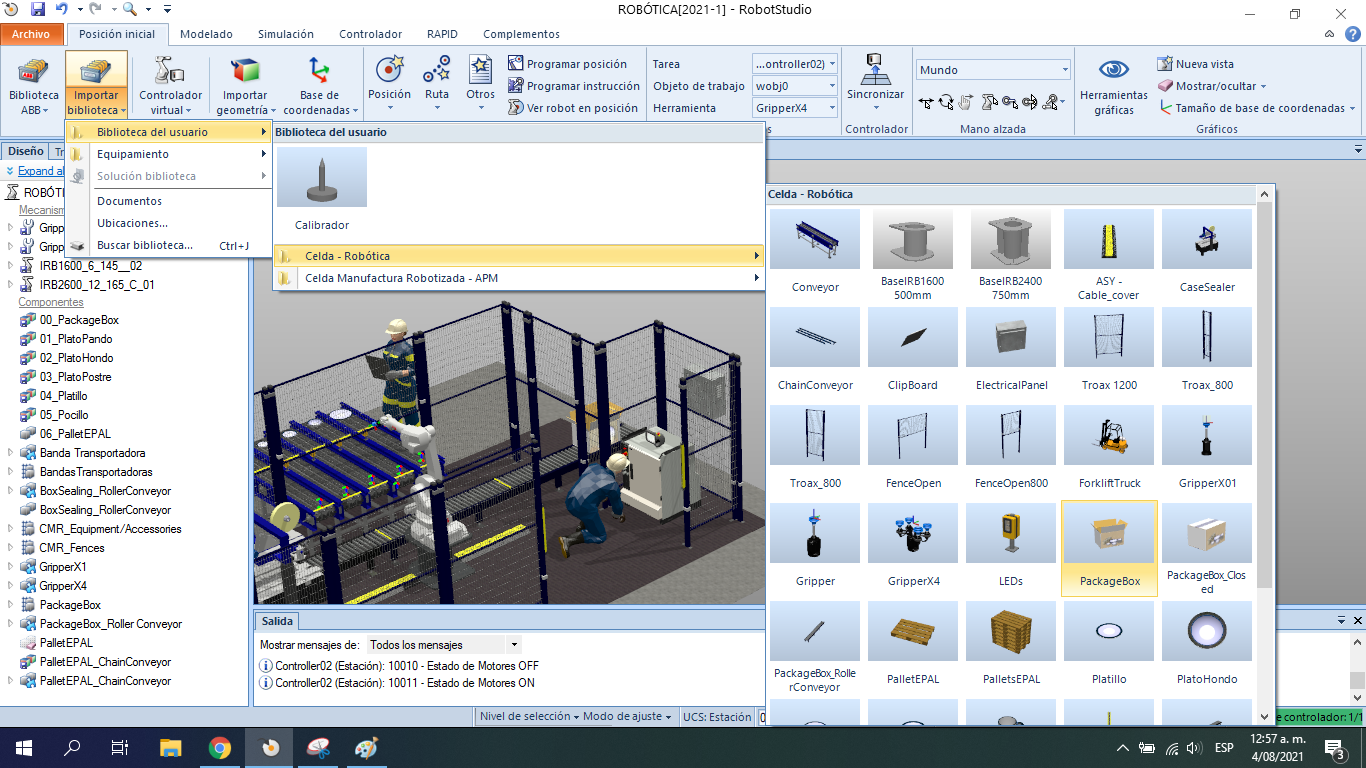 ROBÓTICA[2021-1] - RobotStudio
Archivo
Posición inicial
Modelado
Simulación
Controlador
RAPID
Complementos
Biblioteca
ABB
Importar
biblioteca
Controlador
virtual
Importar
geometría
Base de
coordenadas
Posición
Ruta
Otros
Programar posición
Programar instrucción
Ver robot en posición
Tarea
...ontroller02)
Objeto de trabajo
wobj0
Herramienta
GripperX4
Sincronizar
Controlador
Mundo
Mano alzada
Herramientas
gráficas
Nueva vista
Mostrar/ocultar
Tamaño de base de coordenadas
Gráficos
Biblioteca del usuario
Equipamiento
Solución biblioteca
Documentos
Ubicaciones...
Buscar biblioteca... Ctrl+J
Biblioteca del usuario
Calibrador
Celda - Robótica
Celda Manufactura Robotizada - APM
Celda - Robótica
Conveyor
BaseIRB1600
500mm
BaseIRB2400
750mm
ASY -
Cable_cover
CaseSealer
ChainConveyor
ClipBoard
ElectricalPanel
Troax 1200
Troax_800
Troax_800
FenceOpen
FenceOpen800
ForkliftTruck
GripperX01
Gripper
GripperX4
LEDs
PackageBox
PackageBox_Clos
ed
PackageBox_Rolle
rConveyor
PalletEPAL
PalletsEPAL
Platillo
PlatoHondo
Diseño
Tr
Expand al
ROBÓTI
Mecanism
Gripp
Gripp
IRB1600_6_145__02
IRB2600_12_165_C_01
Componentes
00_PackageBox
01_PlatoPando
02_PlatoHondo
03_PlatoPostre
04_Platillo
05_Pocillo
06_PalletEPAL
Banda Transportadora
BandasTransportadoras
BoxSealing_RollerConveyor
BoxSealing_RollerConveyor
CMR_Equipment/Accessories
CMR_Fences
GripperX1
GripperX4
PackageBox
PackageBox_Roller Conveyor
PalletEPAL
PalletEPAL_ChainConveyor
PalletEPAL_ChainConveyor
Salida
Mostrar mensajes de: Todos los mensajes
Controller02 (Estación): 10010 - Estado de Motores OFF
Controller02 (Estación): 10011 - Estado de Motores ON
Nivel de selección
Modo de ajuste
UCS: Estación
e controlador: 1/1
ESP
12:57 a. m.
4/08/2021
3